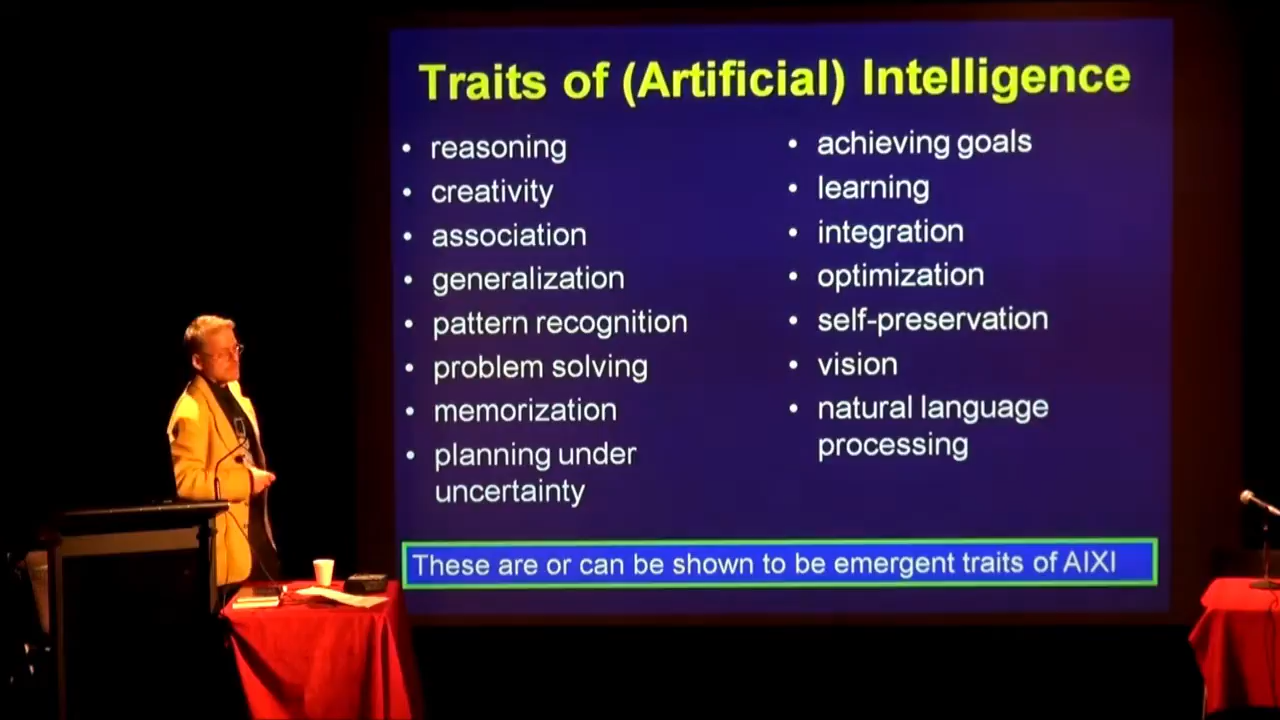 Traits of (Artificial) Intelligence
• reasoning
• creativity
• association
• generalization
• pattern recognition
• problem solving
• memorization
• planning under
uncertainty
• achieving goals
• learning
• integration
• optimization
• self-preservation
• vision
• natural language
processing
These are or can be shown to be emergent traits of AIXI